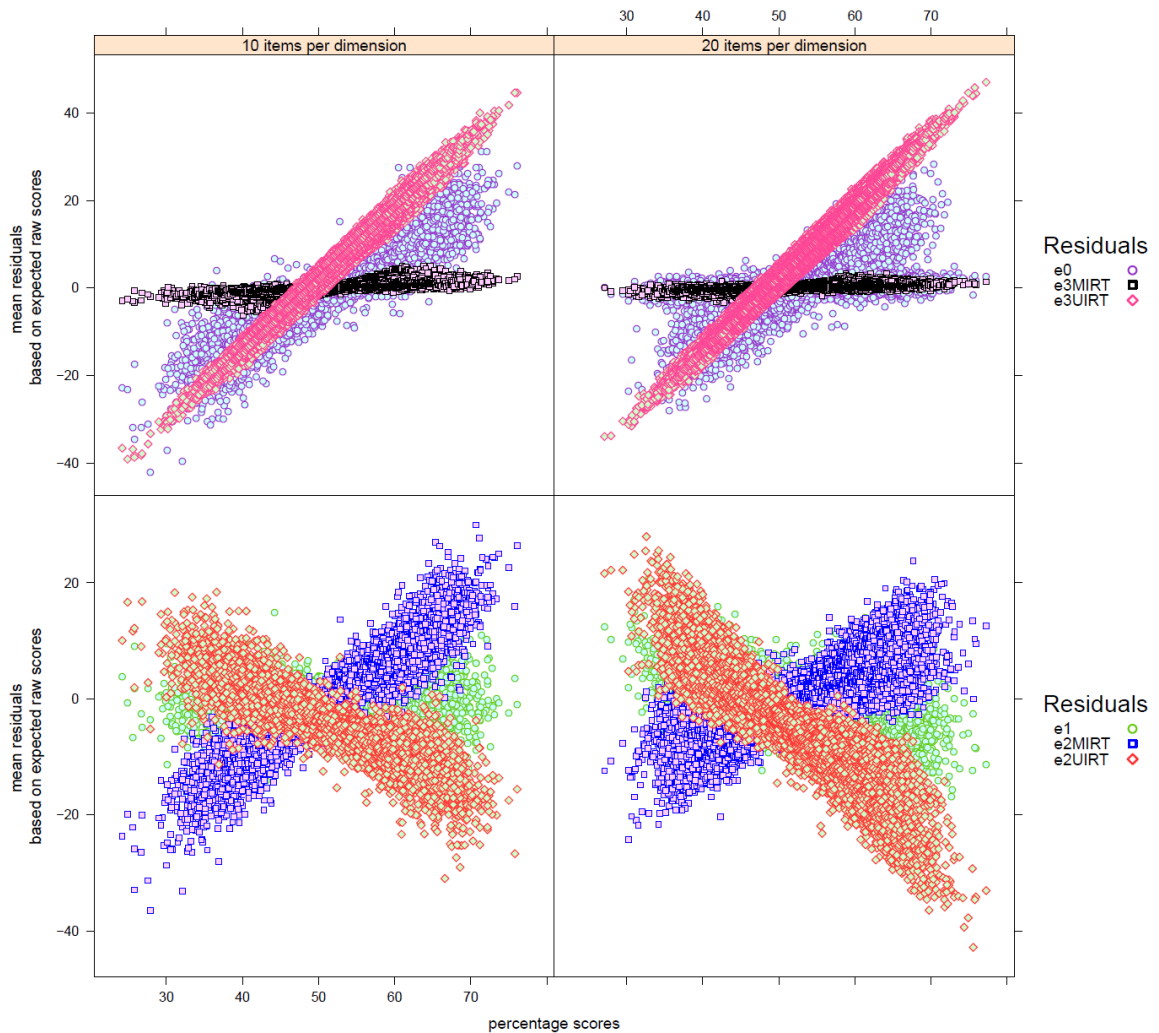 30 40 50 60 70
10 items per dimension 20 items per dimension
40
20
0
−20
−40
mean residuals
based on expected raw scores
Residuals
e0
e3MIRT
e3UIRT
20
0
−20
−40
mean residuals
based on expected raw scores
Residuals
e1
e2MIRT
e2UIRT
30 40 50 60 70
percentage scores